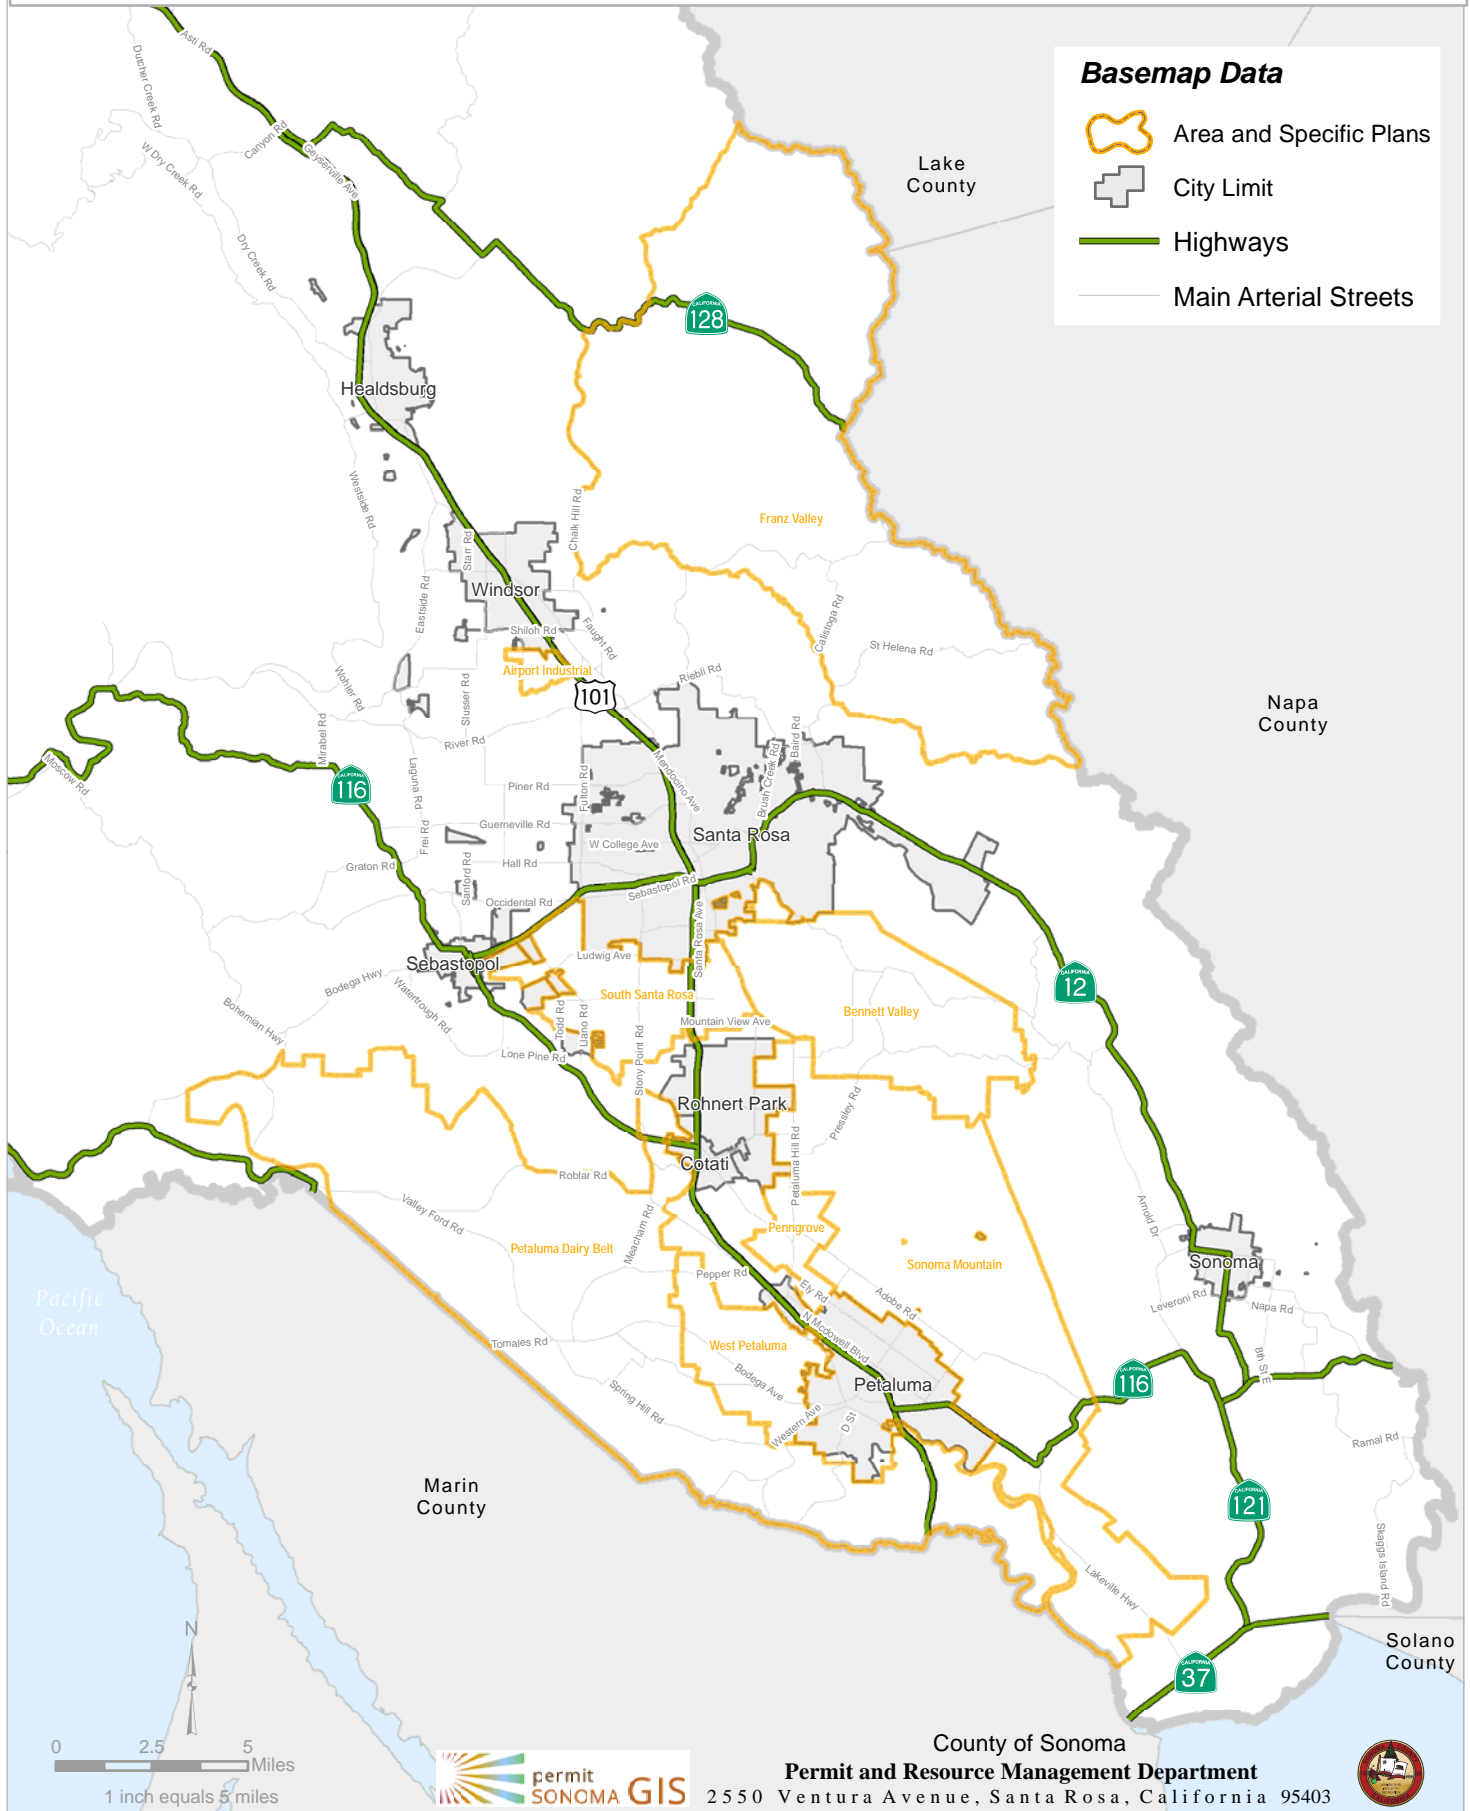 Basemap Data
Area and Specific Plans
City Limit
Highways
Main Arterial Streets
Asti Rd
Dutcher Creek Rd
Canyon Rd
Geyserville Ave
W Dry Creek Rd
Dry Creek Rd
Lake
County
CALIFORNIA
128
Healdsburg
Westside Rd
Chalk Hill Rd
Franz Valley
Starr Rd
Windsor
Eastside Rd
Shiloh Rd
Faught Rd
Calistoga Rd
St Helena Rd
Airport Industrial
Riebli Rd
101
Wohler Rd
Slusser Rd
Mirabel Rd
River Rd
Napa
County
Moscow Rd
CALIFORNIA
116
Laguna Rd
Piner Rd
Fulton Rd
Mendocino Ave
Brush Creek Rd
Baird Rd
Guerneville Rd
Frei Rd
W College Ave
Santa Rosa
Graton Rd
Hall Rd
Sanford Rd
Sebastopol Rd
Occidental Rd
Santa Rosa Ave
Sebastopol
Ludwig Ave
Bodega Hwy
Watertrough Rd
South Santa Rosa
CALIFORNIA
12
Bohemian Hwy
Todd Rd
Llano Rd
Mountain View Ave
Bennett Valley
Lone Pine Rd
Stony Point Rd
Rohnert Park
Pressley Rd
Cotati
Petaluma Hill Rd
Roblar Rd
Valley Ford Rd
Meacham Rd
Penngrove
Arnold Dr
Petaluma Dairy Belt
Sonoma Mountain
Sonoma
Pepper Rd
Ely Rd
Adobe Rd
Leveroni Rd
Napa Rd
Pacific
Ocean
Tomales Rd
West Petaluma
N Mcdowell Blvd
8th St E
Spring Hill Rd
Bodega Ave
Petaluma
CALIFORNIA
116
Western Ave
D St
Ramal Rd
Marin
County
CALIFORNIA
121
Skaggs Island Rd
Lakeville Hwy
N
Solano
County
CALIFORNIA
37
0 2.5 5
Miles
1 inch equals 5 miles
permit
SONOMA GIS
County of Sonoma
Permit and Resource Management Department
2550 Ventura Avenue, Santa Rosa, California 95403